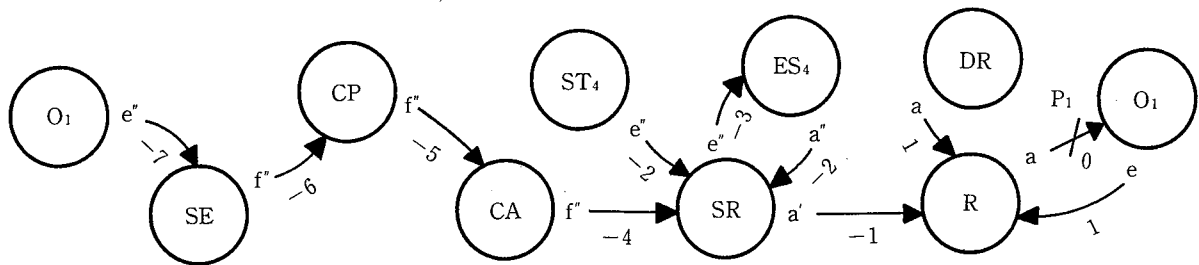 O₁
e"
-7
SE
f"
-6
CP
f"
-5
CA
f"
-4
ST₄
e"
-2
SR
e"
-3
ES₄
a"
-2
a'
-1
DR
a
1
R
a
P₁
0
O₁
e
1